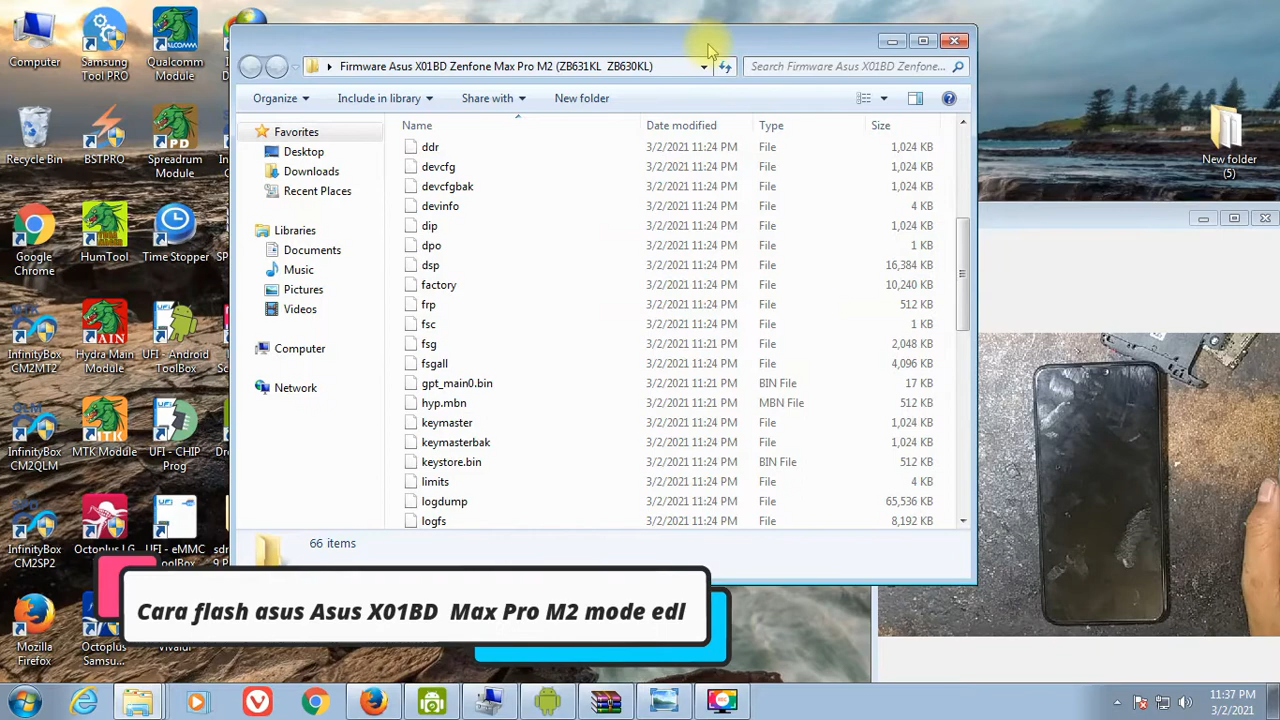 Computer
Samsung Tool PRO
Qualcomm Module
Recycle Bin
BSTPRO
Spreadrum Module
Google Chrome
HumTool
Time Stopper
InfinityBox CM2MT2
Hydra Main Module
UFI - Android ToolBox
InfinityBox CM2QLM
MTK Module
UFI - CHIP Prog
InfinityBox CM2SP2
Octoplus LG
UFI - eMMC ToolBox
Mozilla Firefox
Octoplus Samsu...
Vivaldi
New folder (5)
Firmware Asus X01BD Zenfone Max Pro M2 (ZB631KL ZB630KL)
Search Firmware Asus X01BD Zenfone...
Organize
Include in library
Share with
New folder
Favorites
Desktop
Downloads
Recent Places
Libraries
Documents
Music
Pictures
Videos
Computer
Network
Name Date modified Type Size
ddr 3/2/2021 11:24 PM File 1,024 KB
devcfg 3/2/2021 11:24 PM File 1,024 KB
devcfgbak 3/2/2021 11:24 PM File 1,024 KB
devinfo 3/2/2021 11:24 PM File 4 KB
dip 3/2/2021 11:24 PM File 1,024 KB
dpo 3/2/2021 11:24 PM File 1 KB
dsp 3/2/2021 11:24 PM File 16,384 KB
factory 3/2/2021 11:24 PM File 10,240 KB
frp 3/2/2021 11:24 PM File 512 KB
fsc 3/2/2021 11:24 PM File 1 KB
fsg 3/2/2021 11:24 PM File 2,048 KB
fsgall 3/2/2021 11:24 PM File 4,096 KB
gpt_main0.bin 3/2/2021 11:21 PM BIN File 17 KB
hyp.mbn 3/2/2021 11:24 PM MBN File 512 KB
keymaster 3/2/2021 11:24 PM File 1,024 KB
keymasterbak 3/2/2021 11:24 PM File 1,024 KB
keystore.bin 3/2/2021 11:24 PM BIN File 512 KB
limits 3/2/2021 11:24 PM File 4 KB
logdump 3/2/2021 11:24 PM File 65,536 KB
logfs 3/2/2021 11:24 PM File 8,192 KB
66 items
Cara flash asus Asus X01BD Max Pro M2 mode edl
11:37 PM
3/2/2021